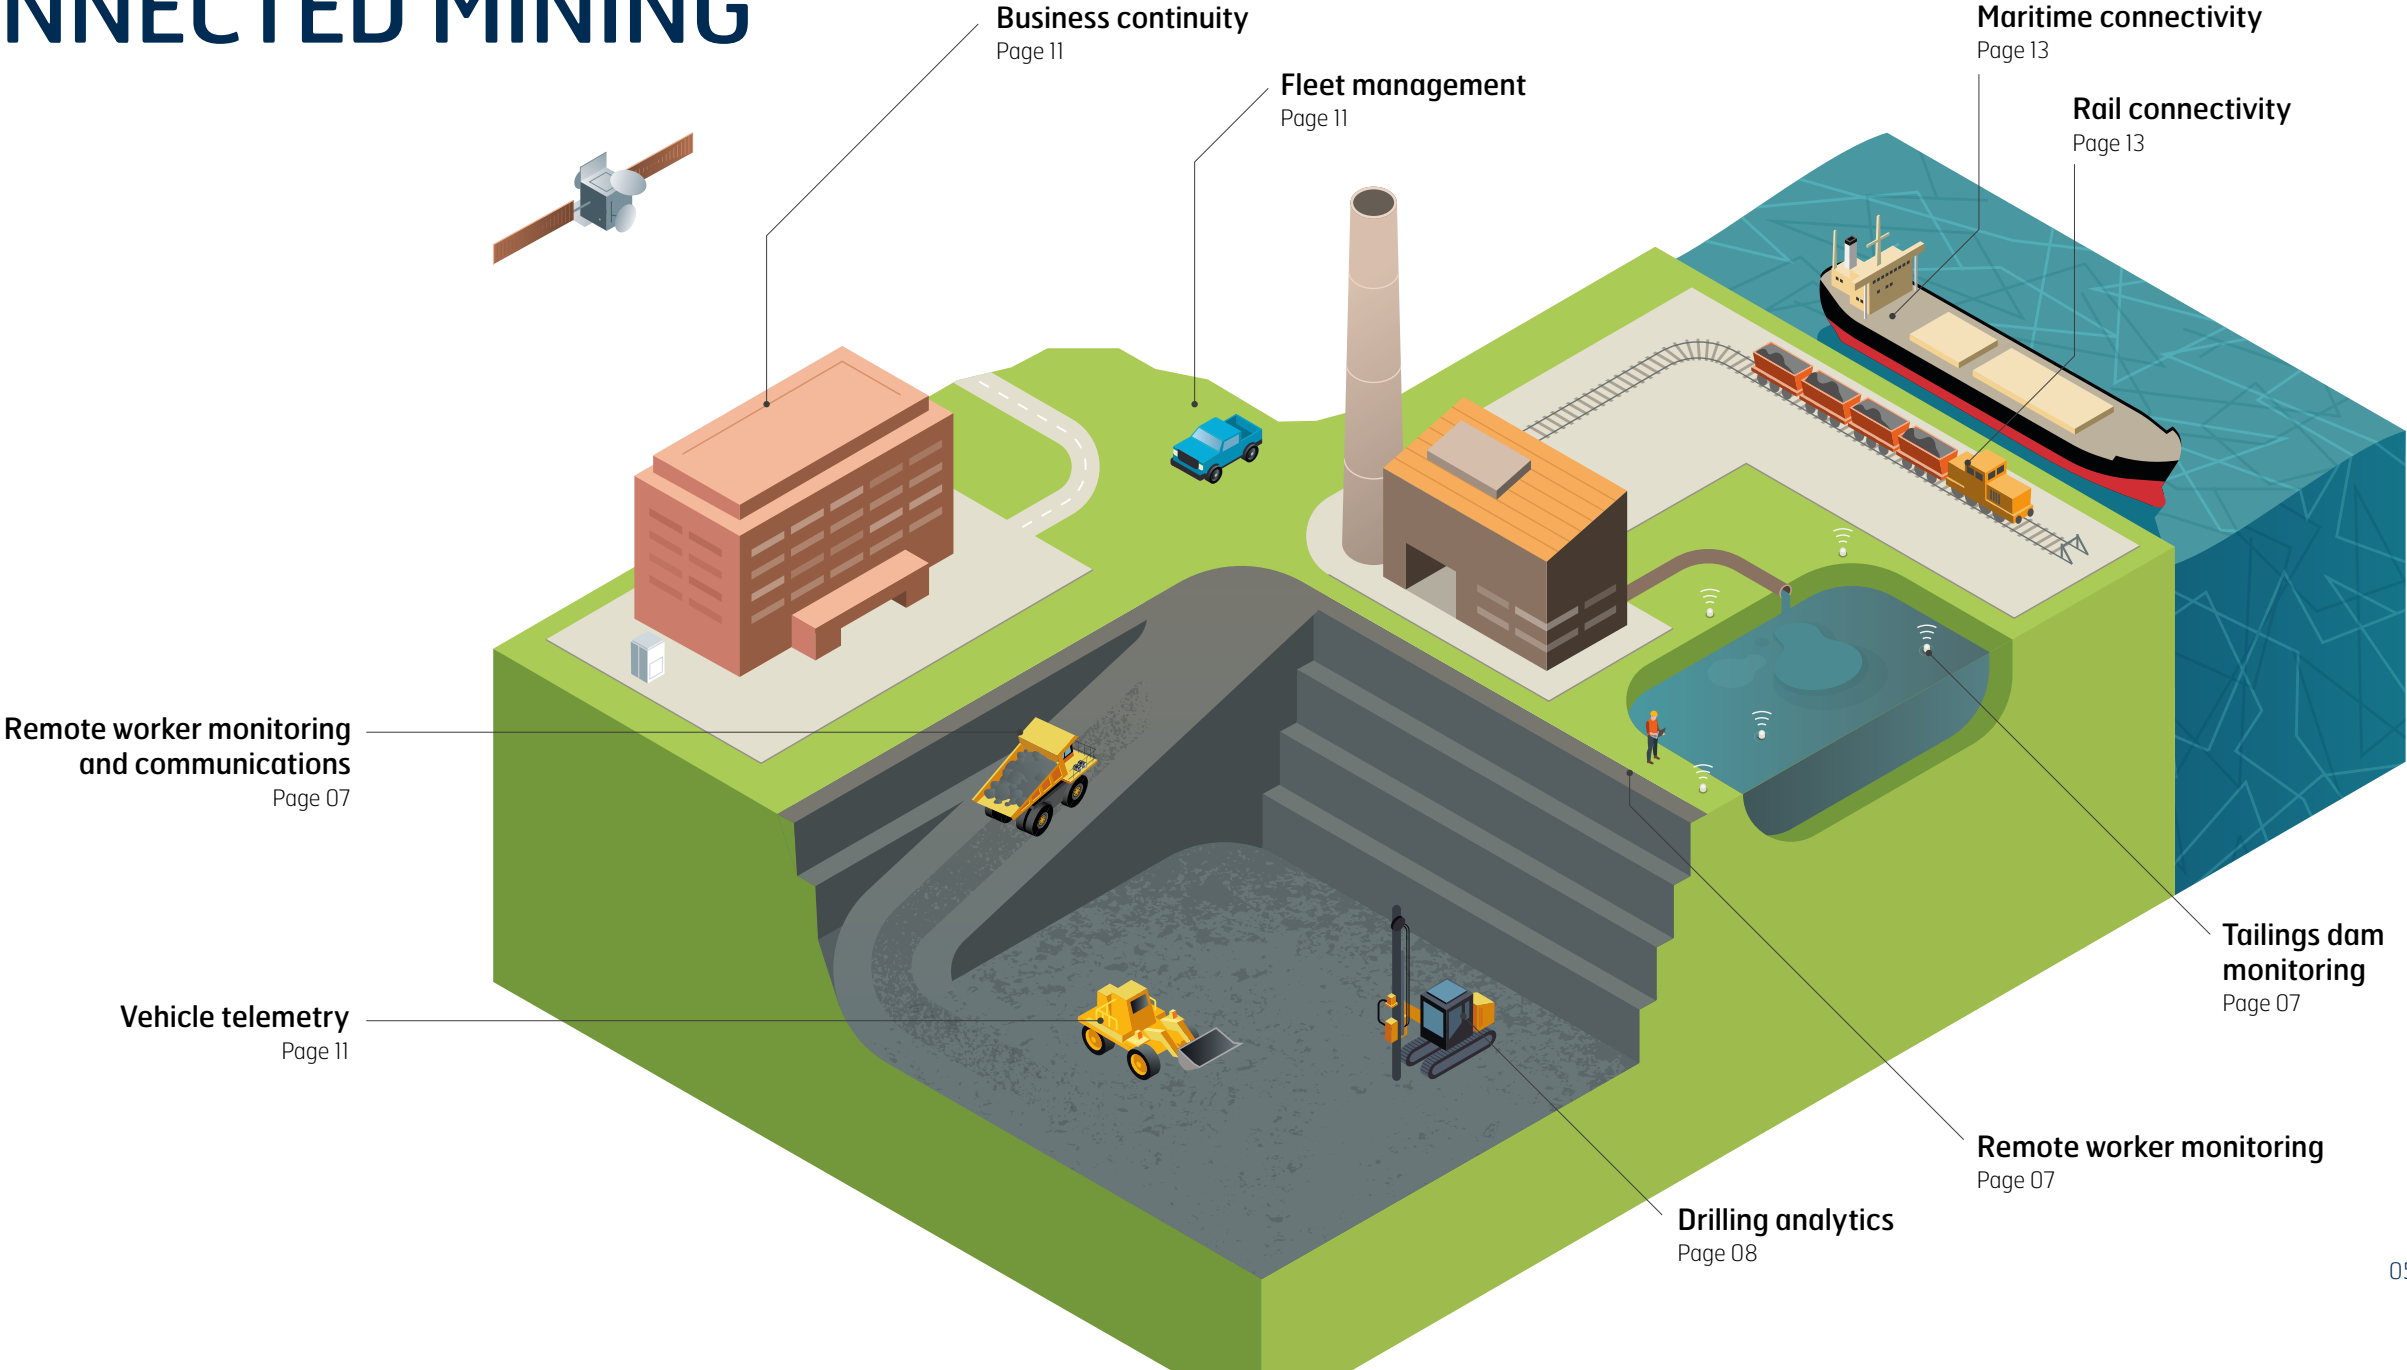 NNECTED MINING
Business continuity
Page 11
Fleet management
Page 11
Maritime connectivity
Page 13
Rail connectivity
Page 13
Remote worker monitoring
and communications
Page 07
Vehicle telemetry
Page 11
Tailings dam
monitoring
Page 07
Remote worker monitoring
Page 07
Drilling analytics
Page 08
05